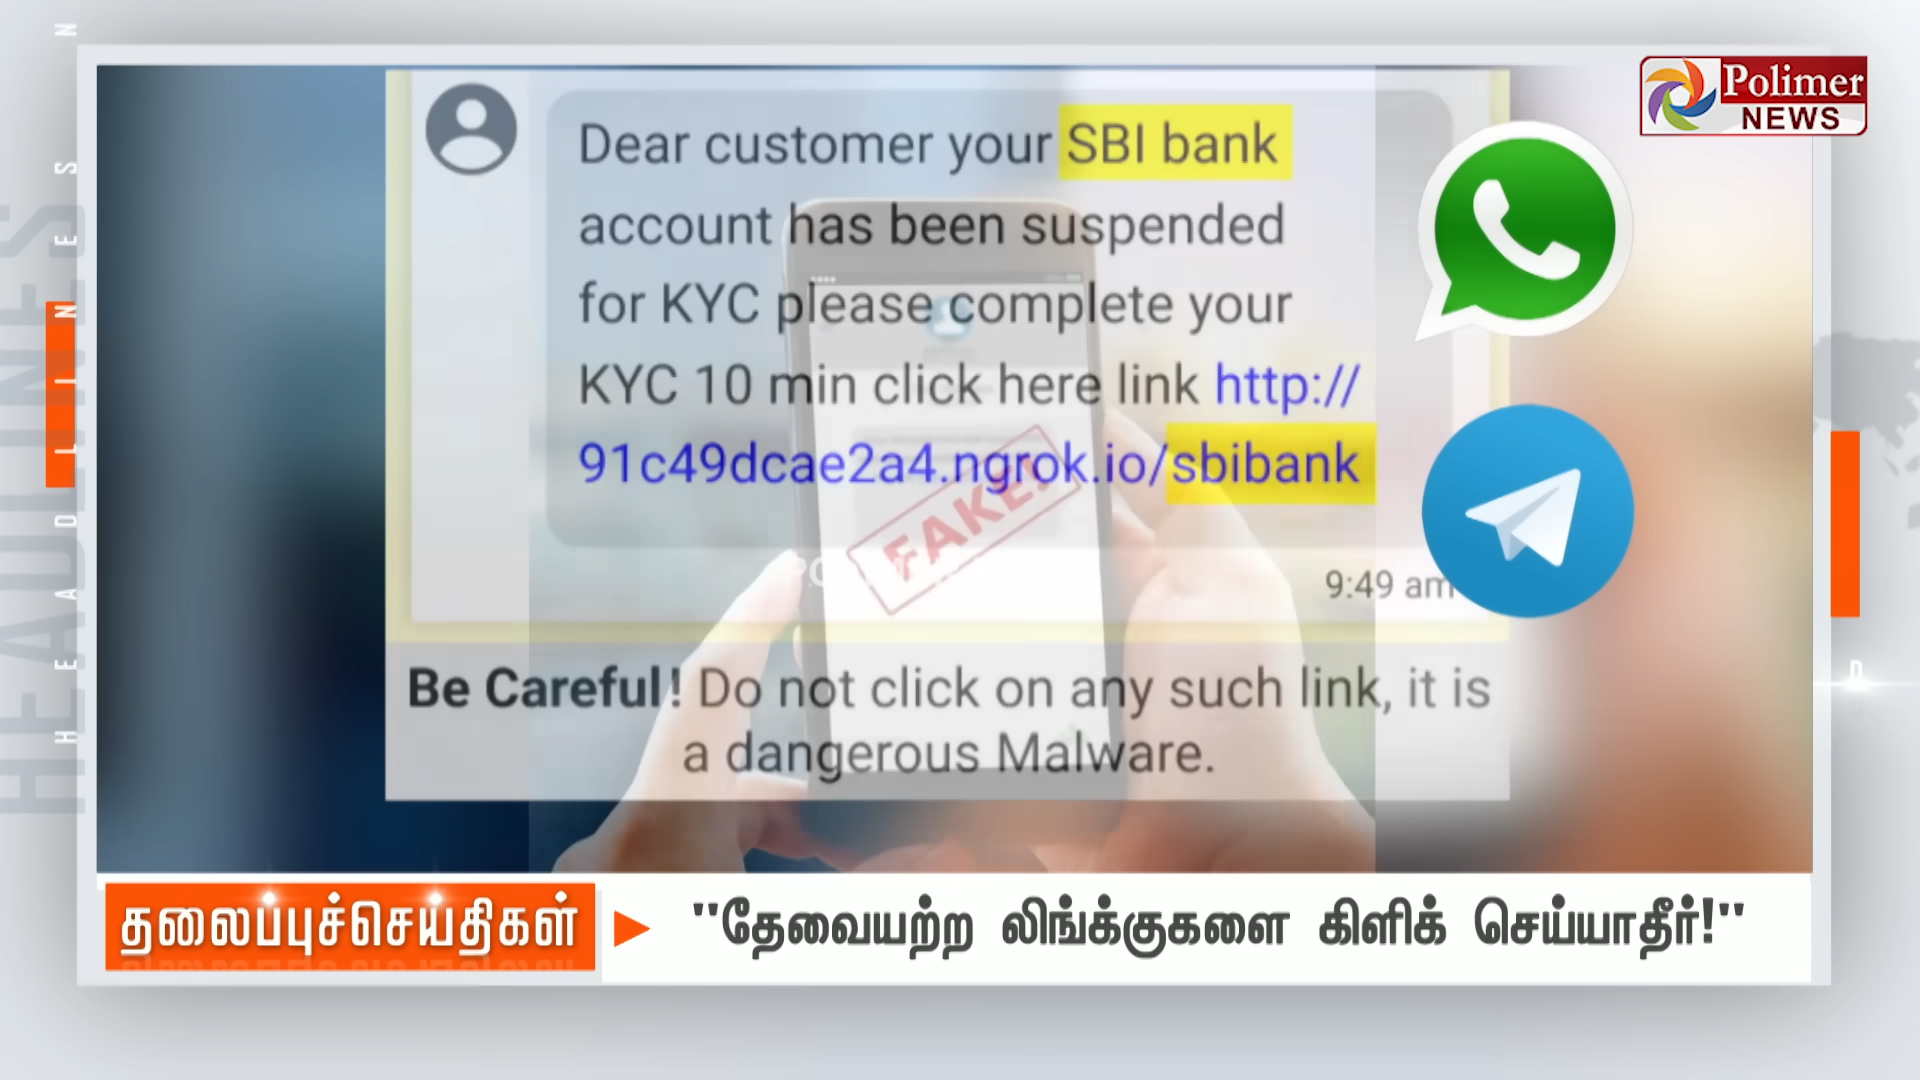 Polimer
NEWS
HEADLINES
HEADLINES
Dear customer your SBI bank
account has been suspended
for KYC please complete your
KYC 10 min click here link http://
91c49dcae2a4.ngrok.io/sbibank
FAKE!
9:49 am
Be Careful! Do not click on any such link, it is
a dangerous Malware.
தலைப்புச்செய்திகள்
"தேவையற்ற லிங்க்குகளை கிளிக் செய்யாதீர்!"